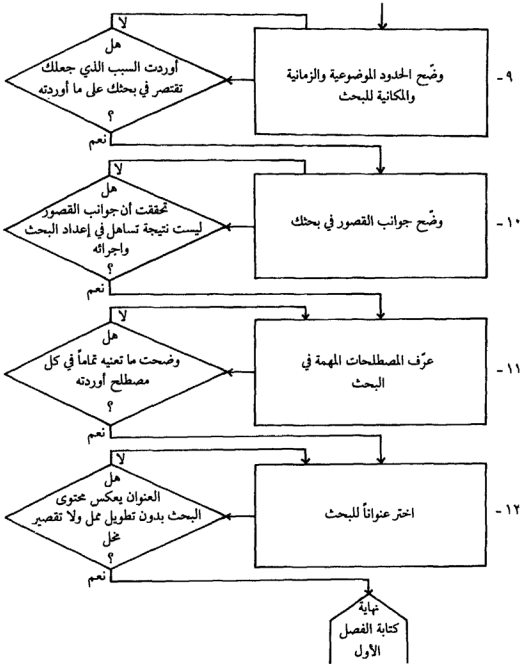 ٩ -
وضّح الحدود الموضوعية والزمانية
والمكانية للبحث
لا
هل
أوردت السبب الذي جعلك
تقتصر في بحثك على ما أوردته
؟
نعم
١٠ -
وضّح جوانب القصور في بحثك
لا
هل
تحققت أن جوانب القصور
ليست نتيجة تساهل في إعداد البحث
واجرائه
؟
نعم
١١ -
عرّف المصطلحات المهمة في
البحث
لا
هل
وضحت ما تعنيه تماماً في كل
مصطلح أوردته
؟
نعم
١٢ -
اختر عنواناً للبحث
لا
هل
العنوان يعكس محتوى
البحث بدون تطويل ممل ولا تقصير
مخل
؟
نعم
نهاية
كتابة الفصل
الأول